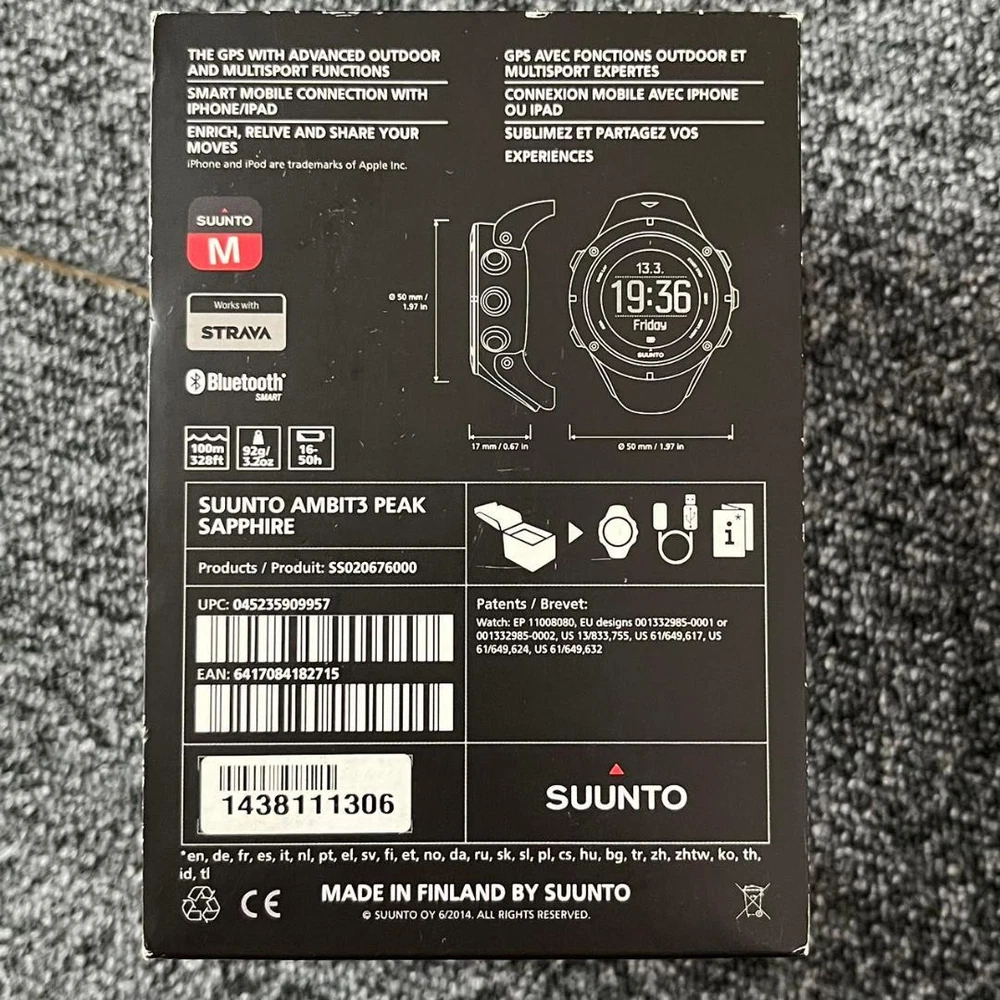 THE GPS WITH ADVANCED OUTDOOR
AND MULTISPORT FUNCTIONS
SMART MOBILE CONNECTION WITH
IPHONE/IPAD
ENRICH, RELIVE AND SHARE YOUR
MOVES
iPhone and iPod are trademarks of Apple Inc.
GPS AVEC FONCTIONS OUTDOOR ET
MULTISPORT EXPERTES
CONNEXION MOBILE AVEC IPHONE
OU IPAD
SUBLIMEZ ET PARTAGEZ VOS
EXPERIENCES
SUUNTO
M
Works with
STRAVA
Bluetooth
SMART
Ø 50 mm /
1.97 in
13.3.
19:36
Friday
SUUNTO
17 mm / 0.67 in
Ø 50 mm / 1.97 in
100m
328ft
92g/
3.2oz
16-
50h
SUUNTO AMBIT3 PEAK
SAPPHIRE
Products / Produit: SS020676000
UPC: 045235909957
EAN: 6417084182715
i*
Patents / Brevet:
Watch: EP 11008080, EU designs 001332985-0001 or
001332985-0002, US 13/833,755, US 61/649,617, US
61/649,624, US 61/649,632
1438111306
SUUNTO
*en, de, fr, es, it, nl, pt, el, sv, fi, et, no, da, ru, sk, sl, pl, cs, hu, bg, tr, zh, zhtw, ko, th,
id, tl
CE
MADE IN FINLAND BY SUUNTO
© SUUNTO OY 6/2014. ALL RIGHTS RESERVED.